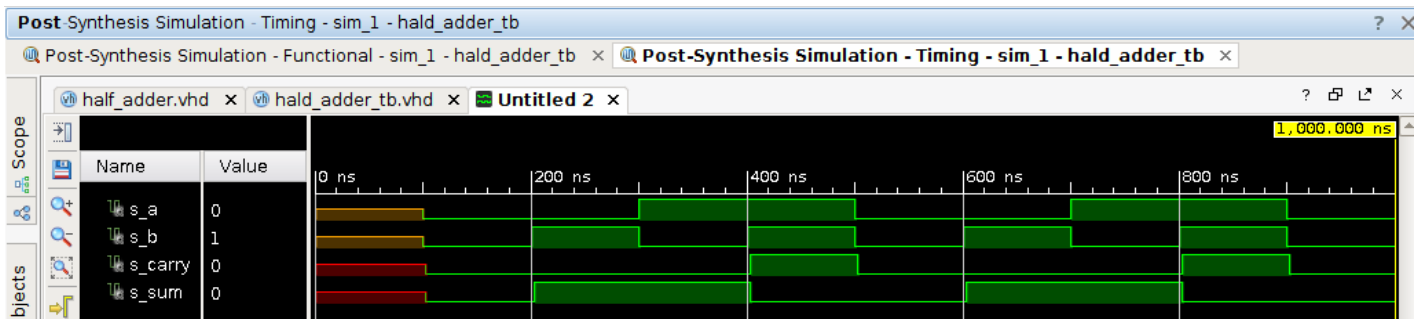 Post-Synthesis Simulation - Timing - sim_1 - hald_adder_tb ? ×
Post-Synthesis Simulation - Functional - sim_1 - hald_adder_tb × Post-Synthesis Simulation - Timing - sim_1 - hald_adder_tb ×
half_adder.vhd × hald_adder_tb.vhd × Untitled 2 × ? ×
Scope
bjects
1,000.000 ns
Name Value 0 ns 200 ns 400 ns 600 ns 800 ns
s_a 0
s_b 1
s_carry 0
s_sum 0